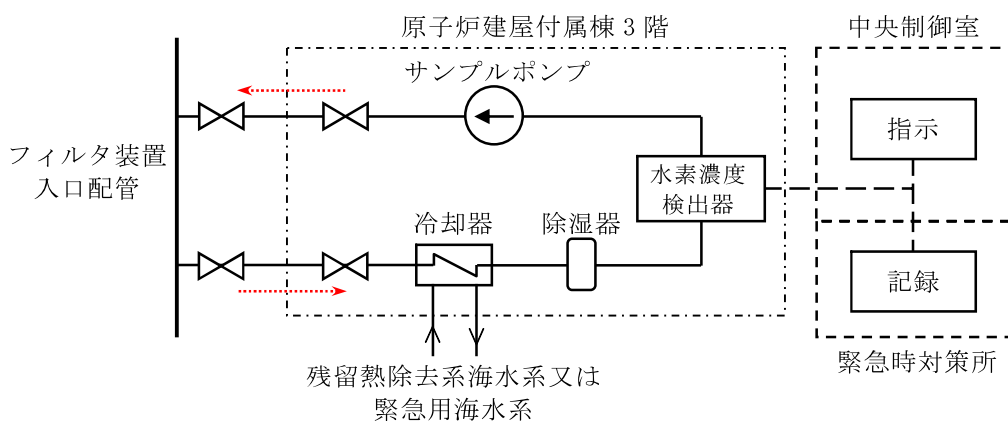 原子炉建屋付属棟3階
中央制御室
サンプルポンプ
指示
フィルタ装置
入口配管
水素濃度
検出器
冷却器
除湿器
記録
緊急時対策所
残留熱除去系海水系又は
緊急用海水系